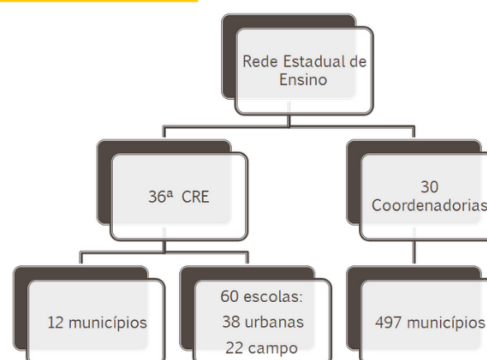 Rede Estadual de
Ensino
36ª CRE
30
Coordenadorias
12 municípios
60 escolas:
38 urbanas
22 campo
497 municípios